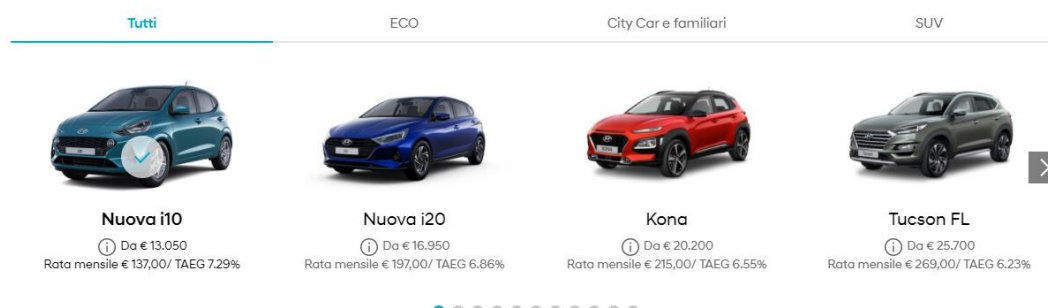 Tutti
ECO
City Car e familiari
SUV
Nuova i10
Da € 13.050
Rata mensile € 137,00/ TAEG 7.29%
Nuova i20
Da € 16.950
Rata mensile € 197,00/ TAEG 6.86%
Kona
Da € 20.200
Rata mensile € 215,00/ TAEG 6.55%
Tucson FL
Da € 25.700
Rata mensile € 269,00/ TAEG 6.23%